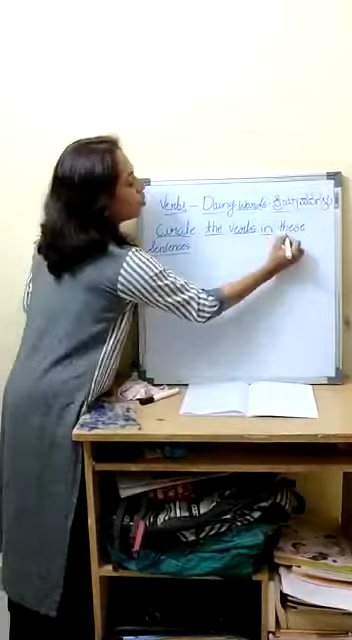 Verbs - Doing words -
Circle the verbs in these
Sentences